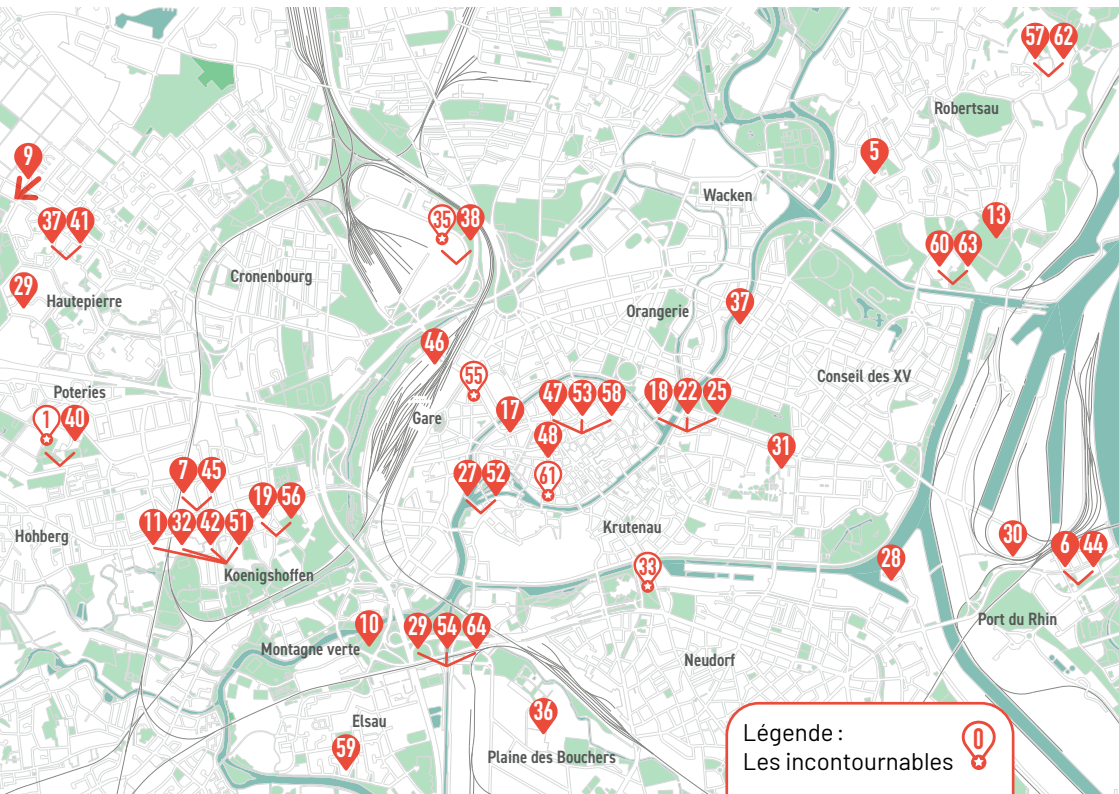 57 62
Robertsau
5
9
Wacken
37 41
35 38
13
60 63
Cronenbourg
29
Hautepierre
37
Orangerie
46
55
Conseil des XV
Poteries
1 40
Gare
17
47 53 58
18 22 25
48
31
7 45
27 52
61
19 56
11 32 42 51
Hohberg
Krutenau
30
6 44
28
33
Koenigshoffen
10
29 54 64
Port du Rhin
Montagne verte
Neudorf
36
Elsau
59
Plaine des Bouchers
Légende :
Les incontournables
0